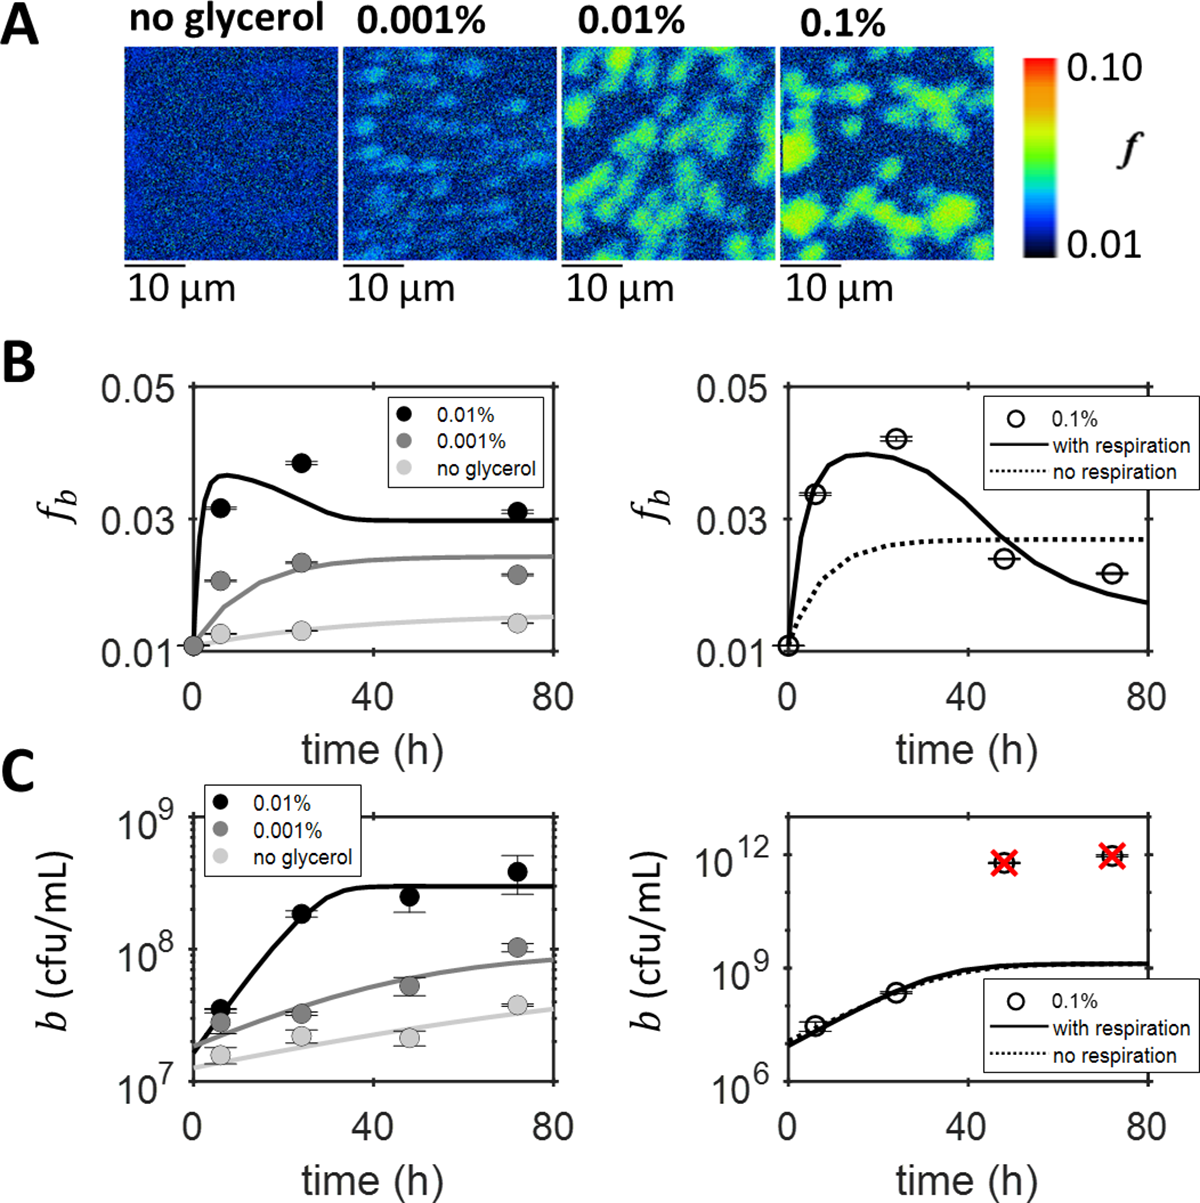 A
no glycerol 0.001% 0.01% 0.1%
0.10
f
0.01
10 µm 10 µm 10 µm 10 µm
B
0.05
0.03
0.01
f_b
0 40 80
time (h)
0.01%
0.001%
no glycerol
0.05
0.03
0.01
f_b
0 40 80
time (h)
0.1%
with respiration
no respiration
C
10^9
10^8
10^7
b (cfu/mL)
0 40 80
time (h)
0.01%
0.001%
no glycerol
10^12
10^9
10^6
b (cfu/mL)
0 40 80
time (h)
0.1%
with respiration
no respiration